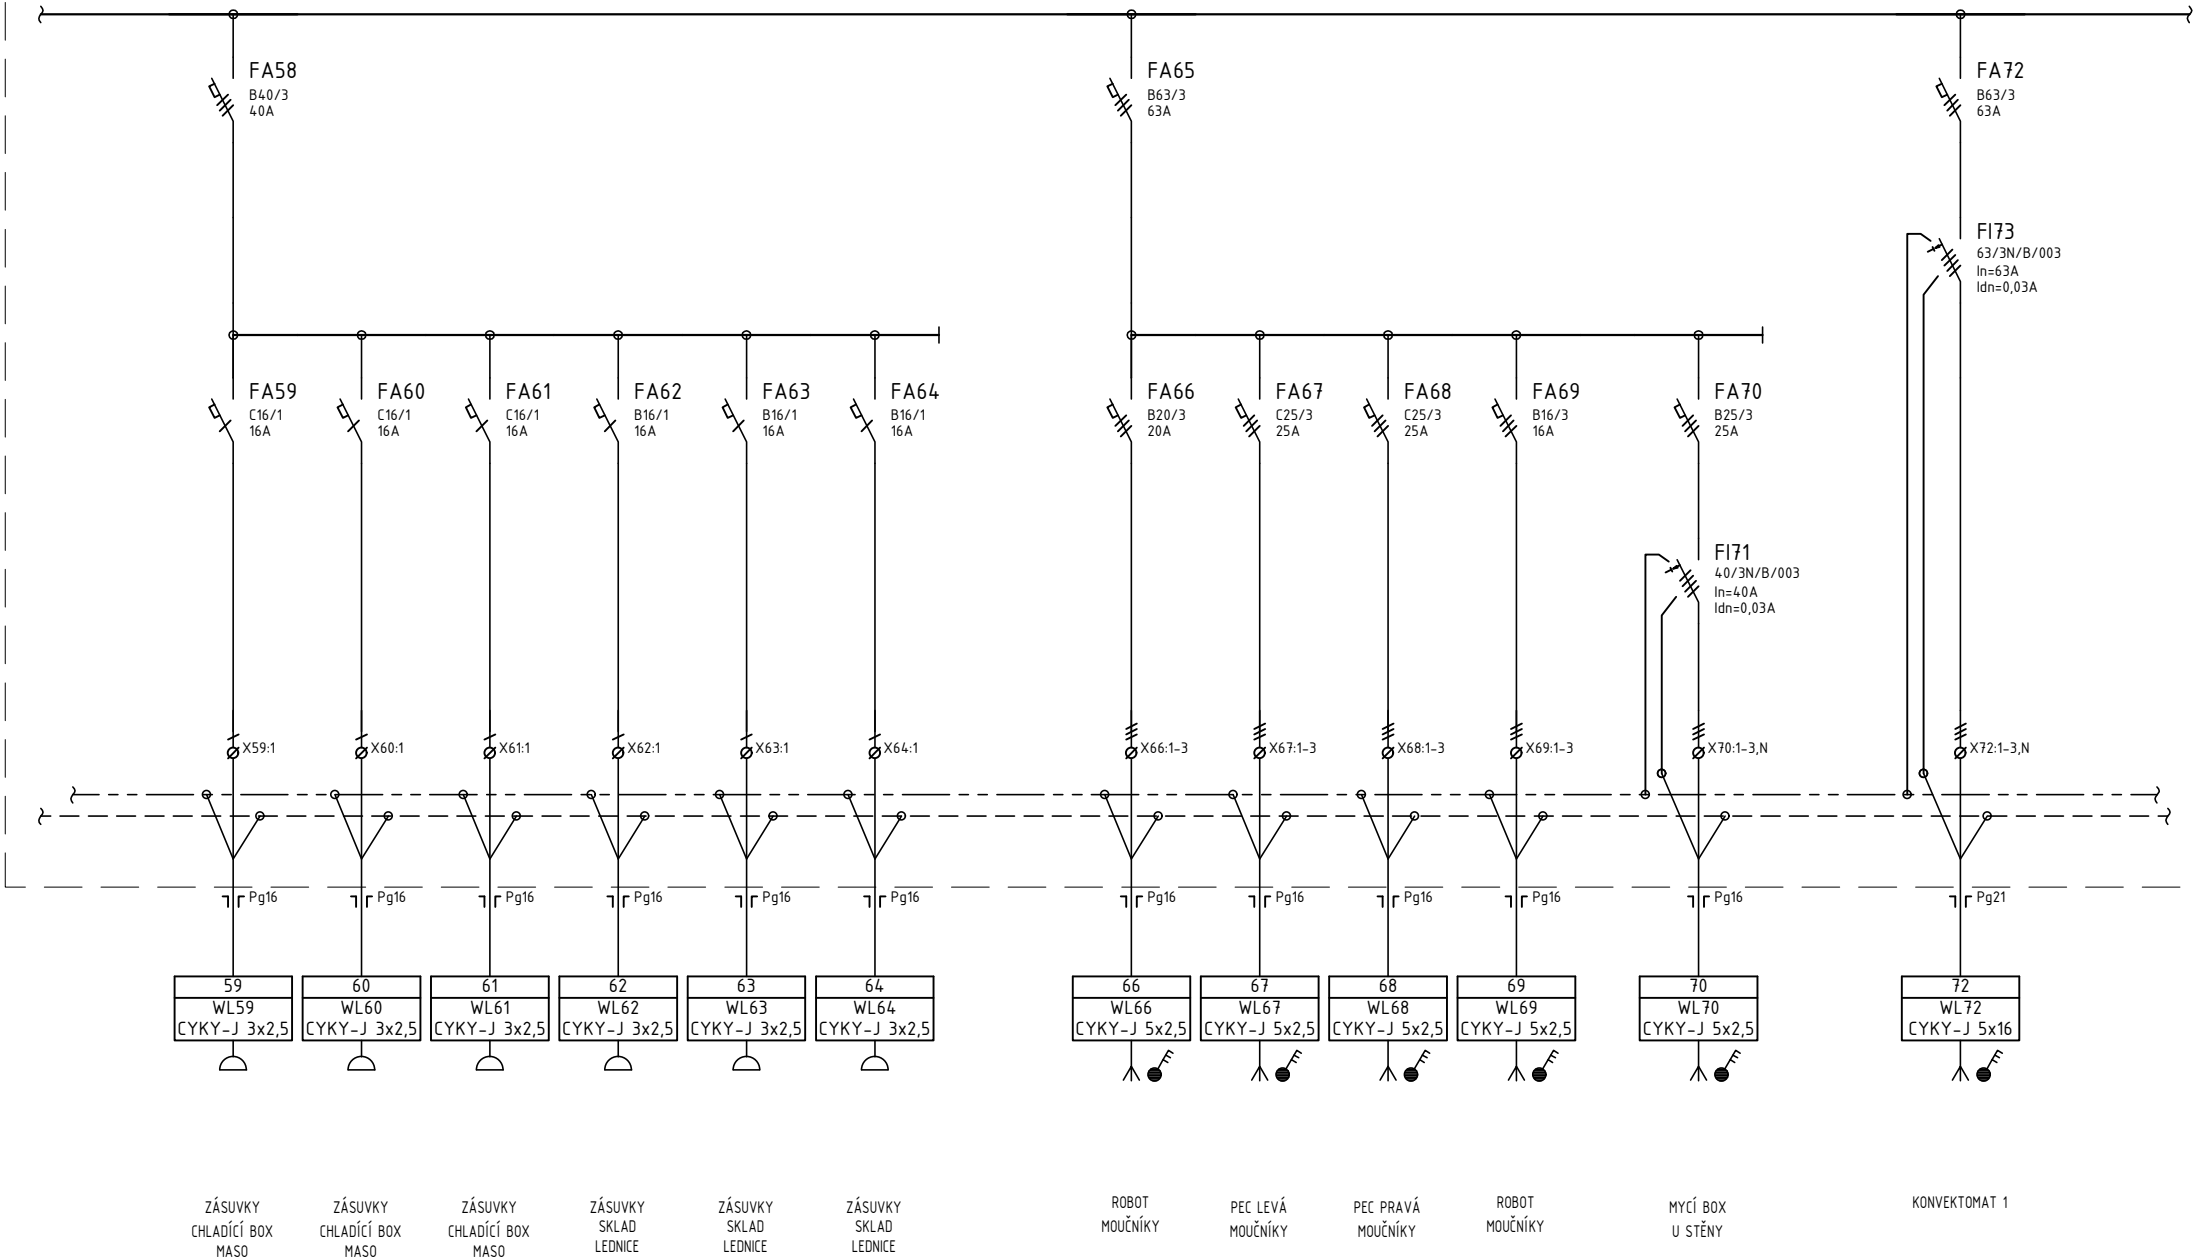 FA58
B40/3
40A
FA65
B63/3
63A
FA72
B63/3
63A
FI73
63/3N/B/003
In=63A
Idn=0,03A
FA59
C16/1
16A
FA60
C16/1
16A
FA61
C16/1
16A
FA62
B16/1
16A
FA63
B16/1
16A
FA64
B16/1
16A
FA66
B20/3
20A
FA67
C25/3
25A
FA68
C25/3
25A
FA69
B16/3
16A
FA70
B25/3
25A
FI71
40/3N/B/003
In=40A
Idn=0,03A
X59:1
X60:1
X61:1
X62:1
X63:1
X64:1
X66:1-3
X67:1-3
X68:1-3
X69:1-3
X70:1-3,N
X72:1-3,N
Pg16
Pg16
Pg16
Pg16
Pg16
Pg16
Pg16
Pg16
Pg16
Pg16
Pg16
Pg21
59
WL59
CYKY-J 3x2,5
60
WL60
CYKY-J 3x2,5
61
WL61
CYKY-J 3x2,5
62
WL62
CYKY-J 3x2,5
63
WL63
CYKY-J 3x2,5
64
WL64
CYKY-J 3x2,5
66
WL66
CYKY-J 5x2,5
67
WL67
CYKY-J 5x2,5
68
WL68
CYKY-J 5x2,5
69
WL69
CYKY-J 5x2,5
70
WL70
CYKY-J 5x2,5
72
WL72
CYKY-J 5x16
ZÁSUVKY
CHLADÍCÍ BOX
MASO
ZÁSUVKY
CHLADÍCÍ BOX
MASO
ZÁSUVKY
CHLADÍCÍ BOX
MASO
ZÁSUVKY
SKLAD
LEDNICE
ZÁSUVKY
SKLAD
LEDNICE
ZÁSUVKY
SKLAD
LEDNICE
ROBOT
MOUČNÍKY
PEC LEVÁ
MOUČNÍKY
PEC PRAVÁ
MOUČNÍKY
ROBOT
MOUČNÍKY
MYCÍ BOX
U STĚNY
KONVEKTOMAT 1